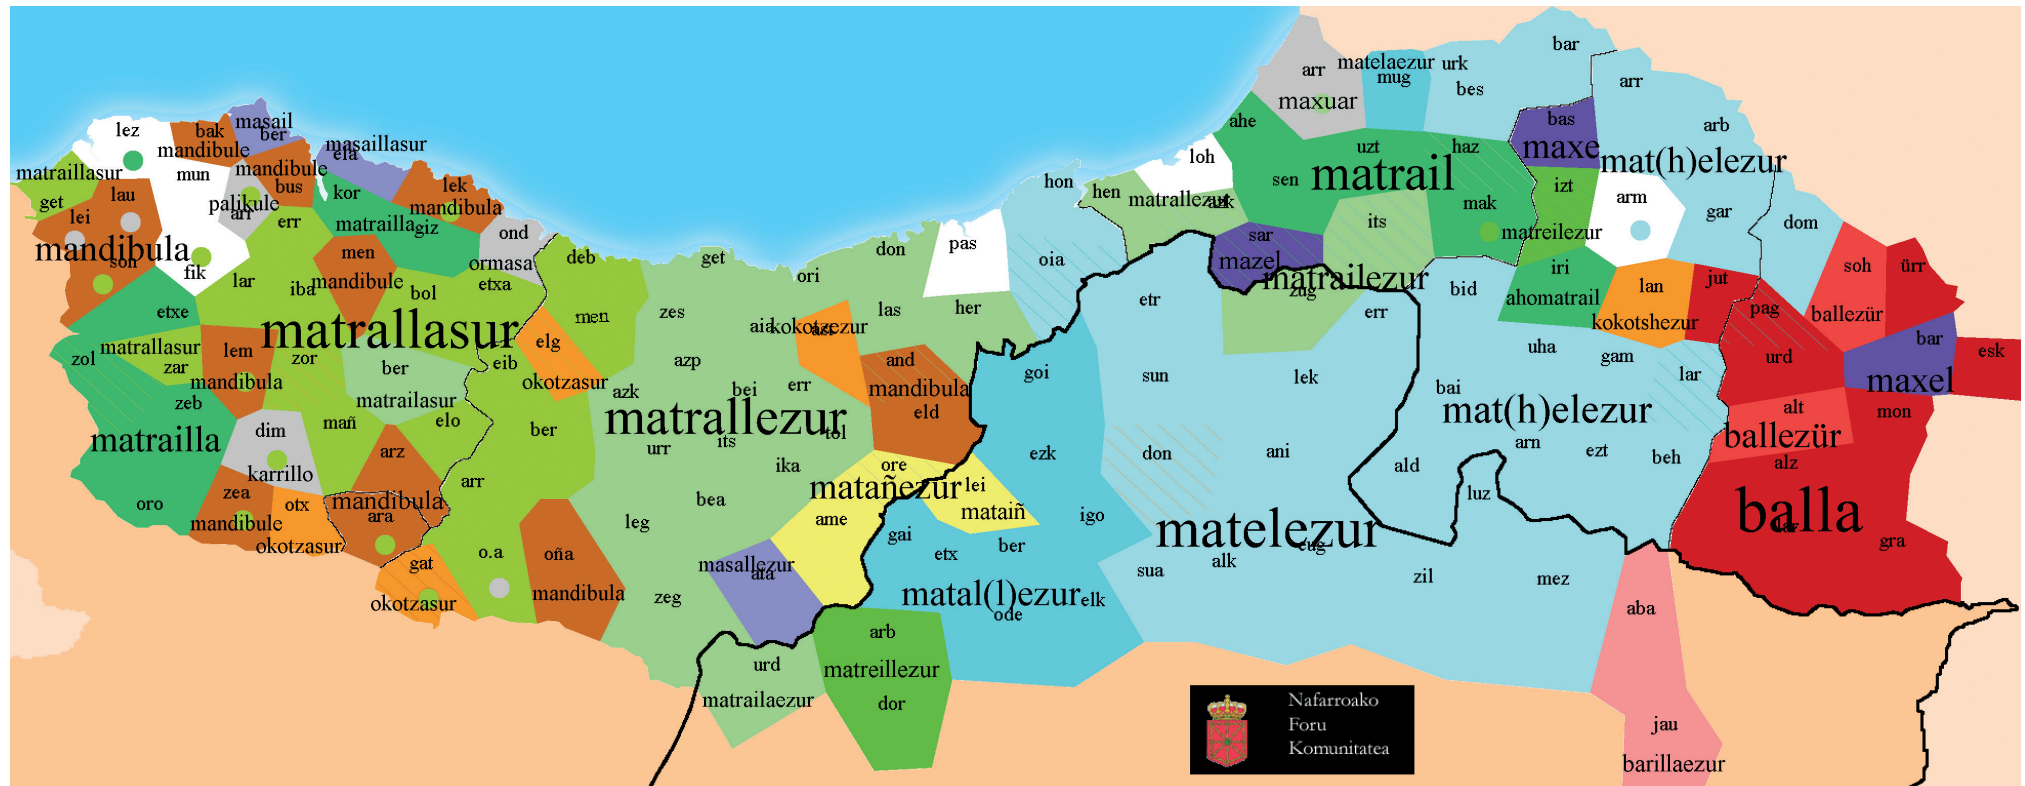 bar
arr
matelaezur
urk
mug
bes
arr
maxuar
ahe
bas
arb
maxe
mat(h)elezur
lez
bak
masail
ber
mandibule
masaillasur
ela
uzt
haz
loh
matrail
sen
matraillasur
mun
mandibule
bus
kor
lek
mandibula
hon
hen
matrallezur
izt
arm
get
lau
palikule
arr
err
matrailla
giz
ond
mak
gar
lei
mandibula
son
fik
men
mandibule
ormasa
deb
get
don
pas
oia
sar
mazel
its
matreilezur
dom
lar
iba
bol
etxa
ori
matrailezur
zug
iri
soh
ürr
etxe
matrallasur
men
zes
las
her
etr
err
bid
ahomatrail
lan
jut
kokotshezur
pag
ballezür
aia
kokotzezur
ast
zol
matrallasur
zar
lem
mandibula
zor
ber
matrailasur
eib
elg
okotzasur
azp
and
mandibula
eld
goi
sun
lek
uha
gam
lar
urd
bar
maxel
esk
zeb
matrailla
dim
karrillo
mañ
elo
ber
azk
bei
err
matrallezur
urr
its
tol
ika
bai
mat(h)elezur
arn
ezt
beh
alt
ballezür
alz
mon
arz
arr
ore
matañezur
lei
mataiñ
ame
ezk
don
ani
ald
luz
oro
zea
mandibule
otx
okotzasur
mandibula
ara
leg
bea
igo
matelezur
eug
balla
gra
gat
okotzasur
o.a
oña
mandibula
zeg
masallezur
ata
gai
etx
ber
matal(l)ezur
ode
elk
sua
alk
zil
mez
aba
arb
matreillezur
dor
urd
matrailaezur
jau
barillaezur
Nafarroako
Foru
Komunitatea